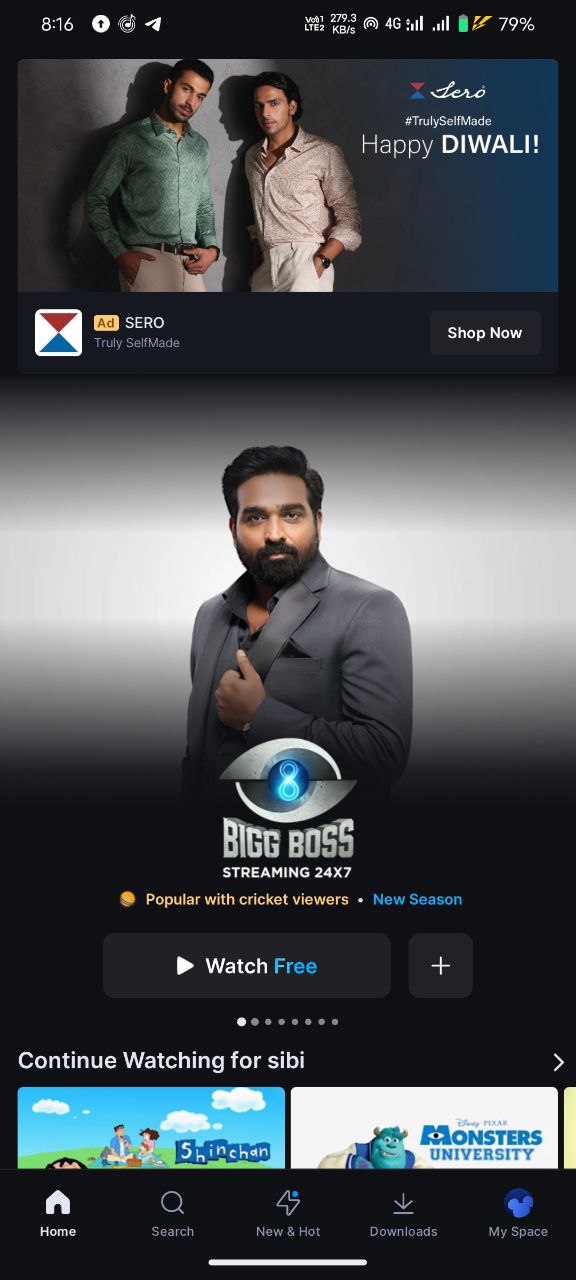 8:16
Vo)) 1
LTE2
279.3
KB/s
4G
79%
Sero
#TrulySelfMade
Happy DIWALI!
Ad SERO
Truly SelfMade
Shop Now
8
BIGG BOSS
STREAMING 24X7
Popular with cricket viewers • New Season
Watch Free
Continue Watching for sibi
Shinchan
Disney PIXAR
MONSTERS
UNIVERSITY
Home
Search
New & Hot
Downloads
My Space